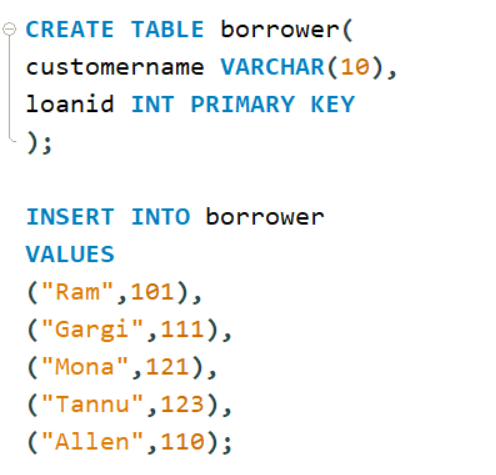 CREATE TABLE borrower(
customername VARCHAR(10),
loanid INT PRIMARY KEY
);
INSERT INTO borrower
VALUES
("Ram",101),
("Gargi",111),
("Mona",121),
("Tannu",123),
("Allen",110);